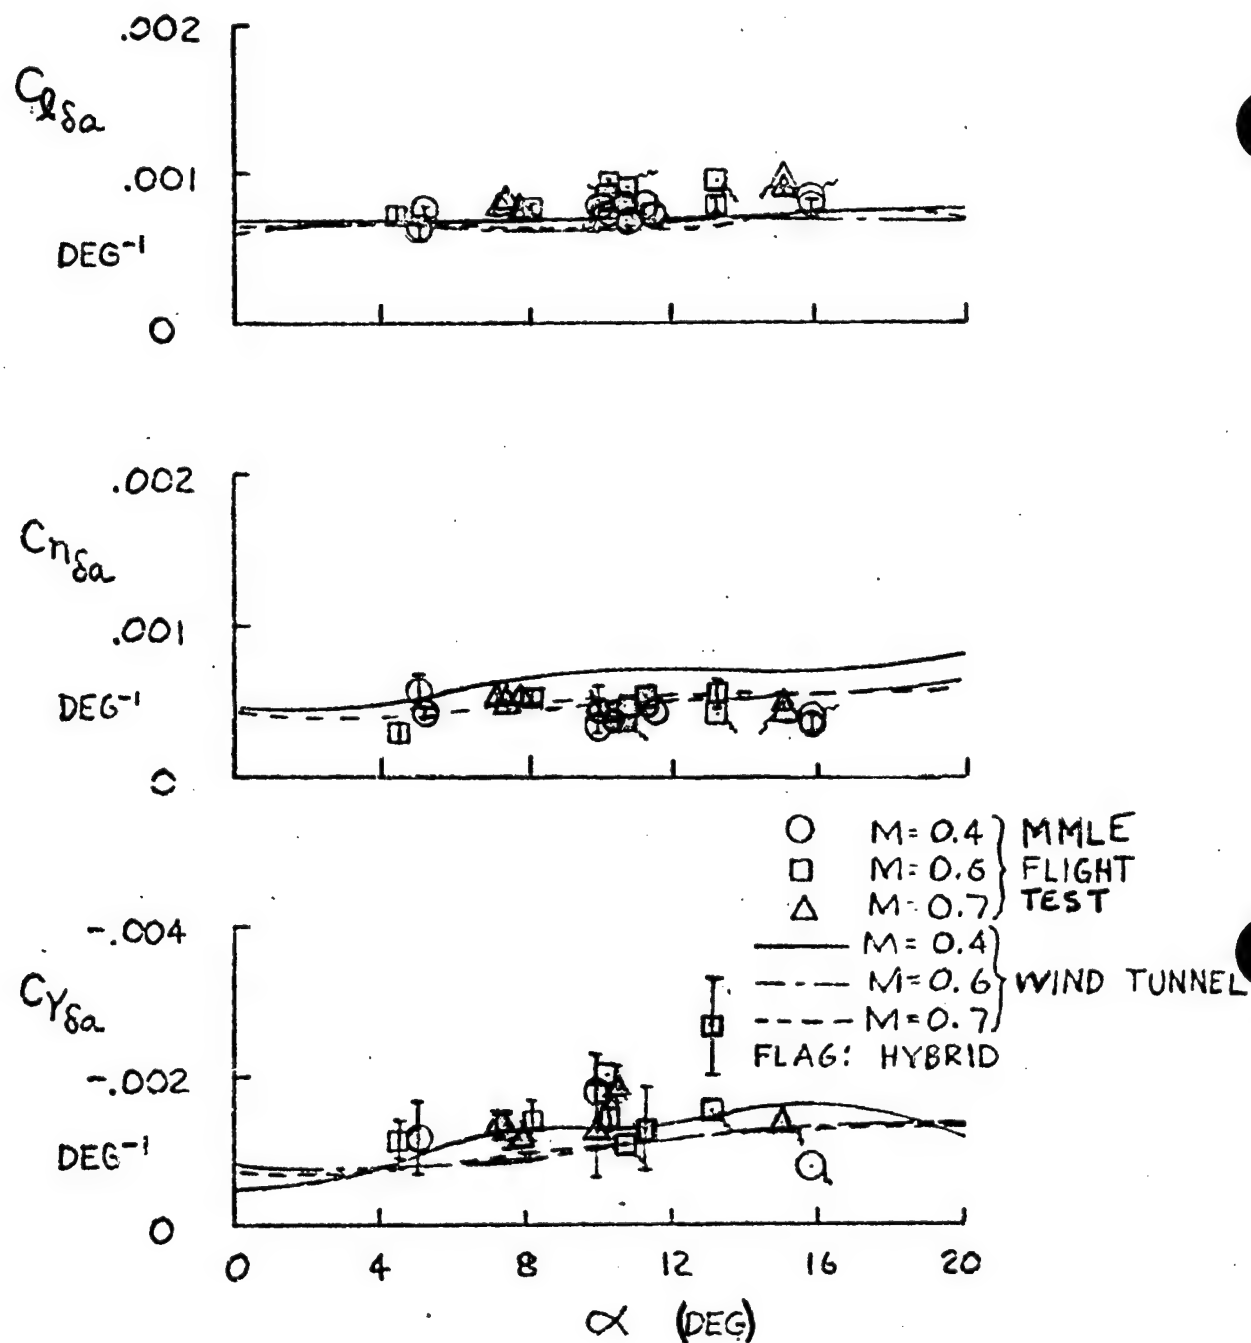 .002
Clδa
.001
DEG⁻¹
0
.002
Cnδa
.001
DEG⁻¹
0
○ M=0.4 } MMLE
□ M=0.6 } FLIGHT
△ M=0.7 } TEST
-.004
—— M=0.4
CYδa
—·— M=0.6 } WIND TUNNEL
---- M=0.7
FLAG: HYBRID
-.002
DEG⁻¹
0
0 4 8 12 16 20
α (DEG)